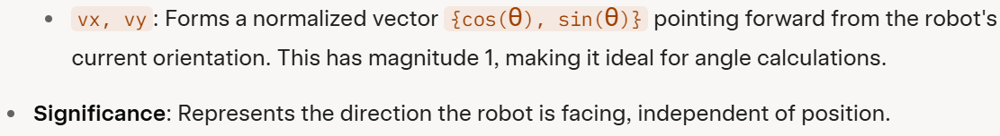 • vx, vy: Forms a normalized vector {cos(θ), sin(θ)} pointing forward from the robot's
current orientation. This has magnitude 1, making it ideal for angle calculations.
• Significance: Represents the direction the robot is facing, independent of position.